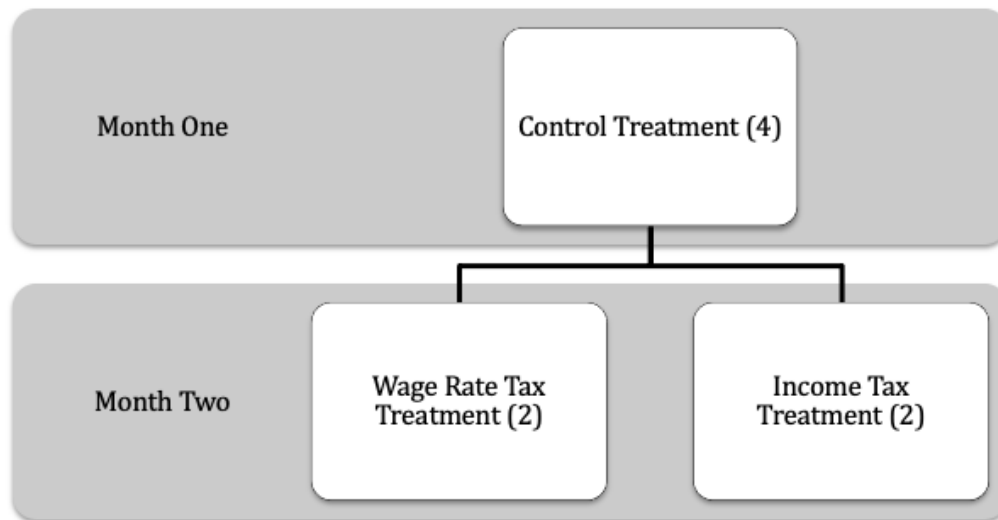 Month One
Control Treatment (4)
Month Two
Wage Rate Tax
Treatment (2)
Income Tax
Treatment (2)